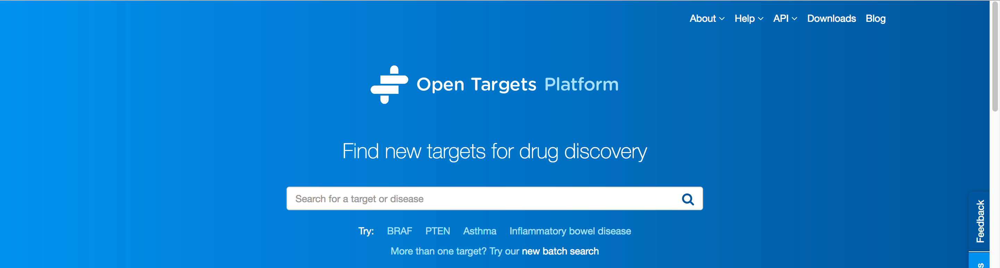 About Help API Downloads Blog
Open Targets Platform
Find new targets for drug discovery
Search for a target or disease
Try: BRAF PTEN Asthma Inflammatory bowel disease
More than one target? Try our new batch search
Feedback
s